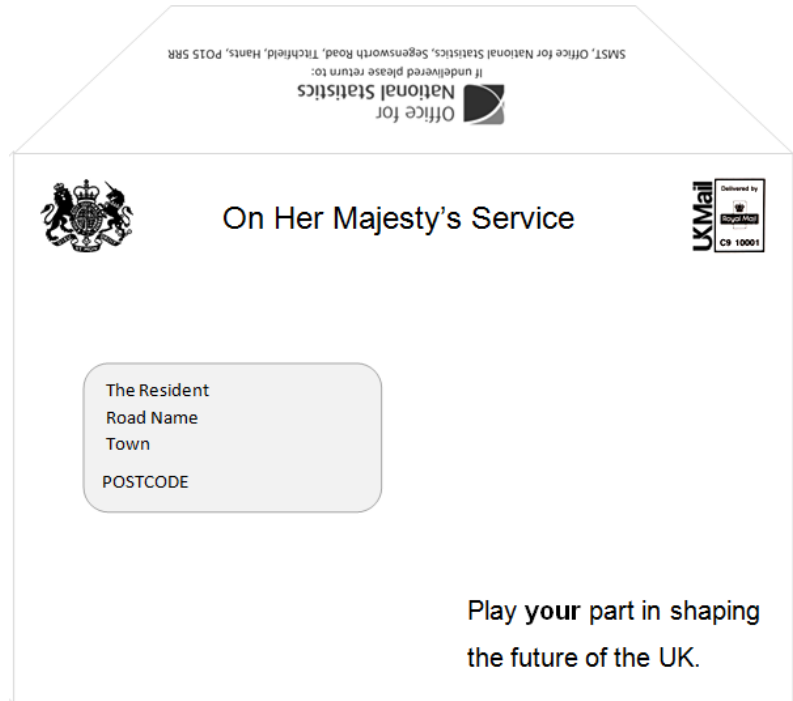 SMST, Office for National Statistics, Segensworth Road, Titchfield, Hants, PO15 5RR
If undelivered please return to:
Office for
National Statistics
On Her Majesty's Service
UKMail
Delivered by
Royal Mail
C9 10001
The Resident
Road Name
Town
POSTCODE
Play your part in shaping
the future of the UK.